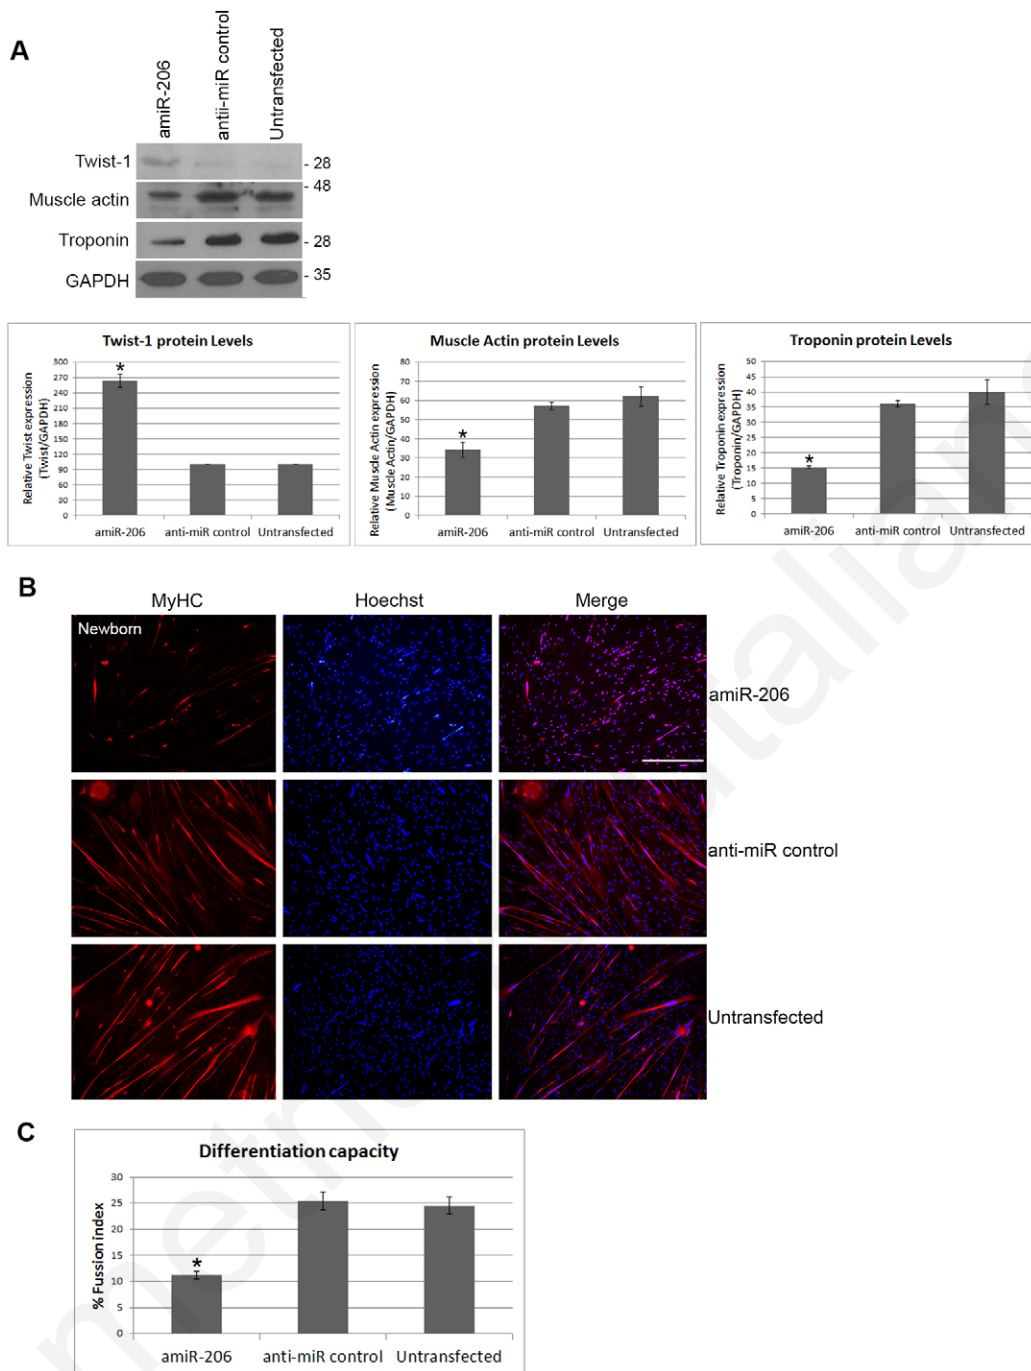 A
amiR-206
antii-miR control
Untransfected
Twist-1
- 28
- 48
Muscle actin
Troponin
- 28
GAPDH
- 35
Twist-1 protein Levels
Relative Twist expression
(Twist/GAPDH)
300
270
240
210
180
150
120
90
60
30
0
*
amiR-206 anti-miR control Untransfected
Muscle Actin protein Levels
Relative Muscle Actin expression
(Muscle Actin/GAPDH)
80
70
60
50
40
30
20
10
0
*
amiR-206 anti-miR control Untransfected
Troponin protein Levels
Relative Troponin expression
(Troponin/GAPDH)
50
45
40
35
30
25
20
15
10
5
0
*
amiR-206 anti-miR control Untransfected
B
MyHC Hoechst Merge
Newborn
amiR-206
anti-miR control
Untransfected
C
Differentiation capacity
% Fussion index
30
25
20
15
10
5
0
*
amiR-206 anti-miR control Untransfected